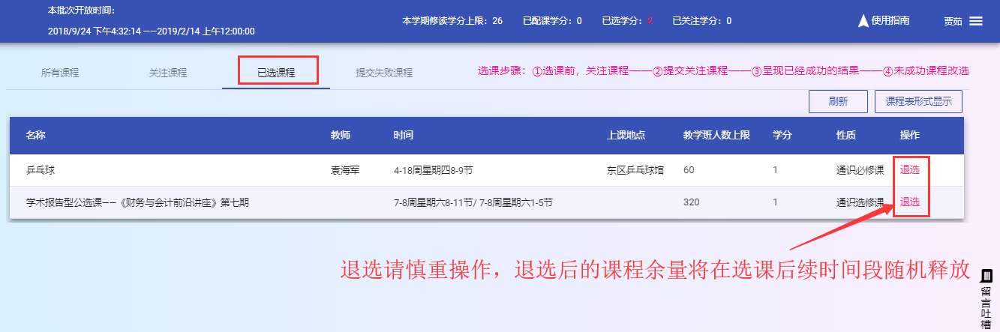 本批次开放时间：
2018/9/24 下午4:32:14 ——2019/2/14 上午12:00:00
本学期修读学分上限：26 已配课学分：0 已选学分：2 已关注学分：0
使用指南 贾茹
所有课程 关注课程 已选课程 提交失败课程
选课步骤：①选课前，关注课程——②提交关注课程——③呈现已经成功的结果——④未成功课程改选
刷新 课程表形式显示
名称 教师 时间 上课地点 教学班人数上限 学分 性质 操作
乒乓球 袁海军 4-18周星期四8-9节 东区乒乓球馆 60 1 通识必修课 退选
学术报告型公选课——《财务与会计前沿讲座》第七期 7-8周星期六8-11节/ 7-8周星期六1-5节 320 1 通识选修课 退选
退选请慎重操作，退选后的课程余量将在选课后续时间段随机释放
留言吐槽